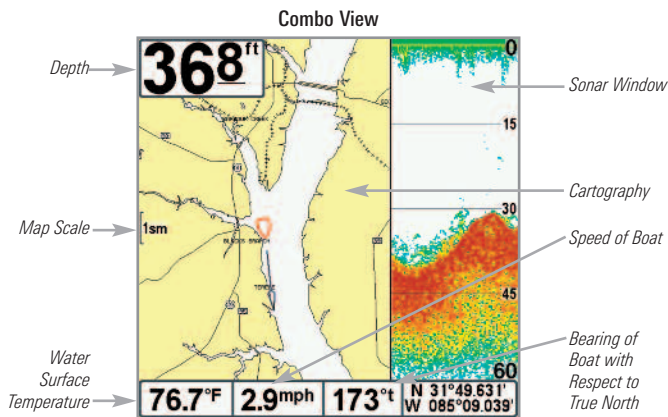 Combo View
Depth
368 ft
Sonar Window
0
15
Cartography
30
Map Scale
1sm
Speed of Boat
45
Bearing of
Boat with
Respect to
True North
60
Water
Surface
Temperature
76.7°F
2.9mph
173°t
N 31°49.631'
W 085°09.039'